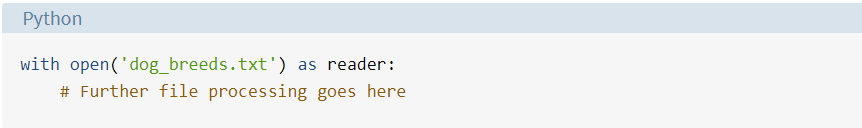 Python
with open('dog_breeds.txt') as reader:
    # Further file processing goes here